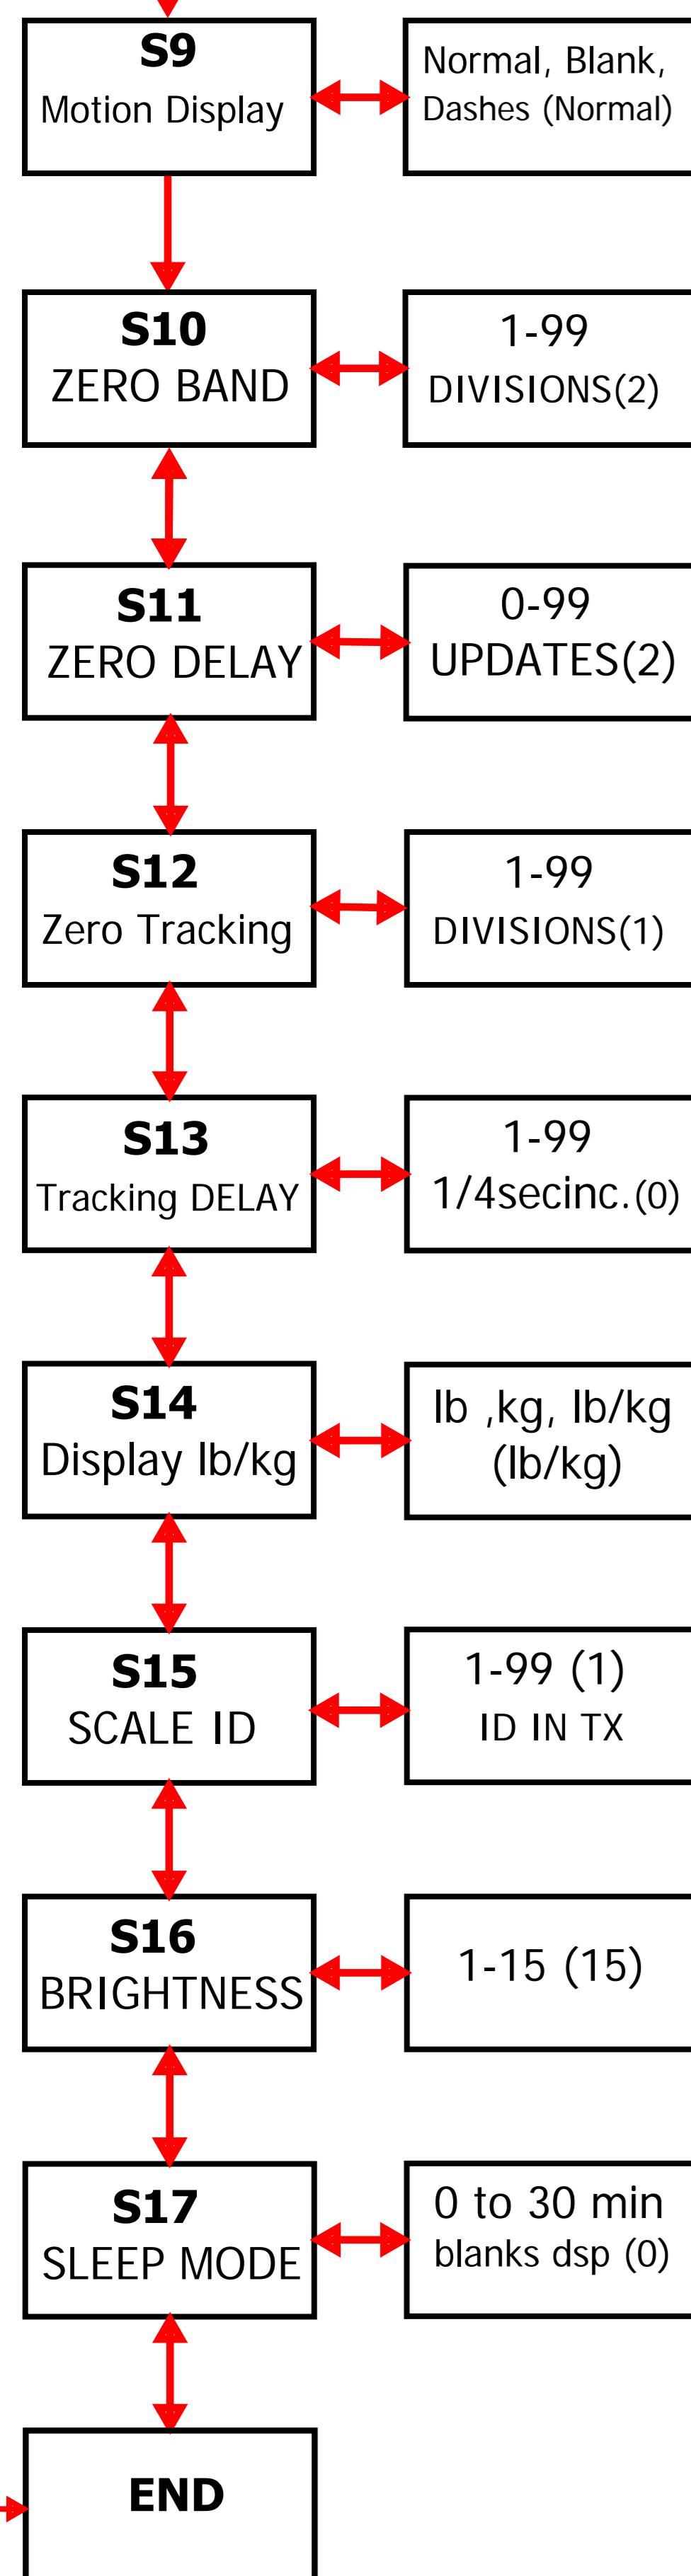 S9
Motion Display
Normal, Blank,
Dashes (Normal)
S10
ZERO BAND
1-99
DIVISIONS(2)
S11
ZERO DELAY
0-99
UPDATES(2)
S12
Zero Tracking
1-99
DIVISIONS(1)
S13
Tracking DELAY
1-99
1/4secinc.(0)
S14
Display lb/kg
lb ,kg, lb/kg
(lb/kg)
S15
SCALE ID
1-99 (1)
ID IN TX
S16
BRIGHTNESS
1-15 (15)
S17
SLEEP MODE
0 to 30 min
blanks dsp (0)
END